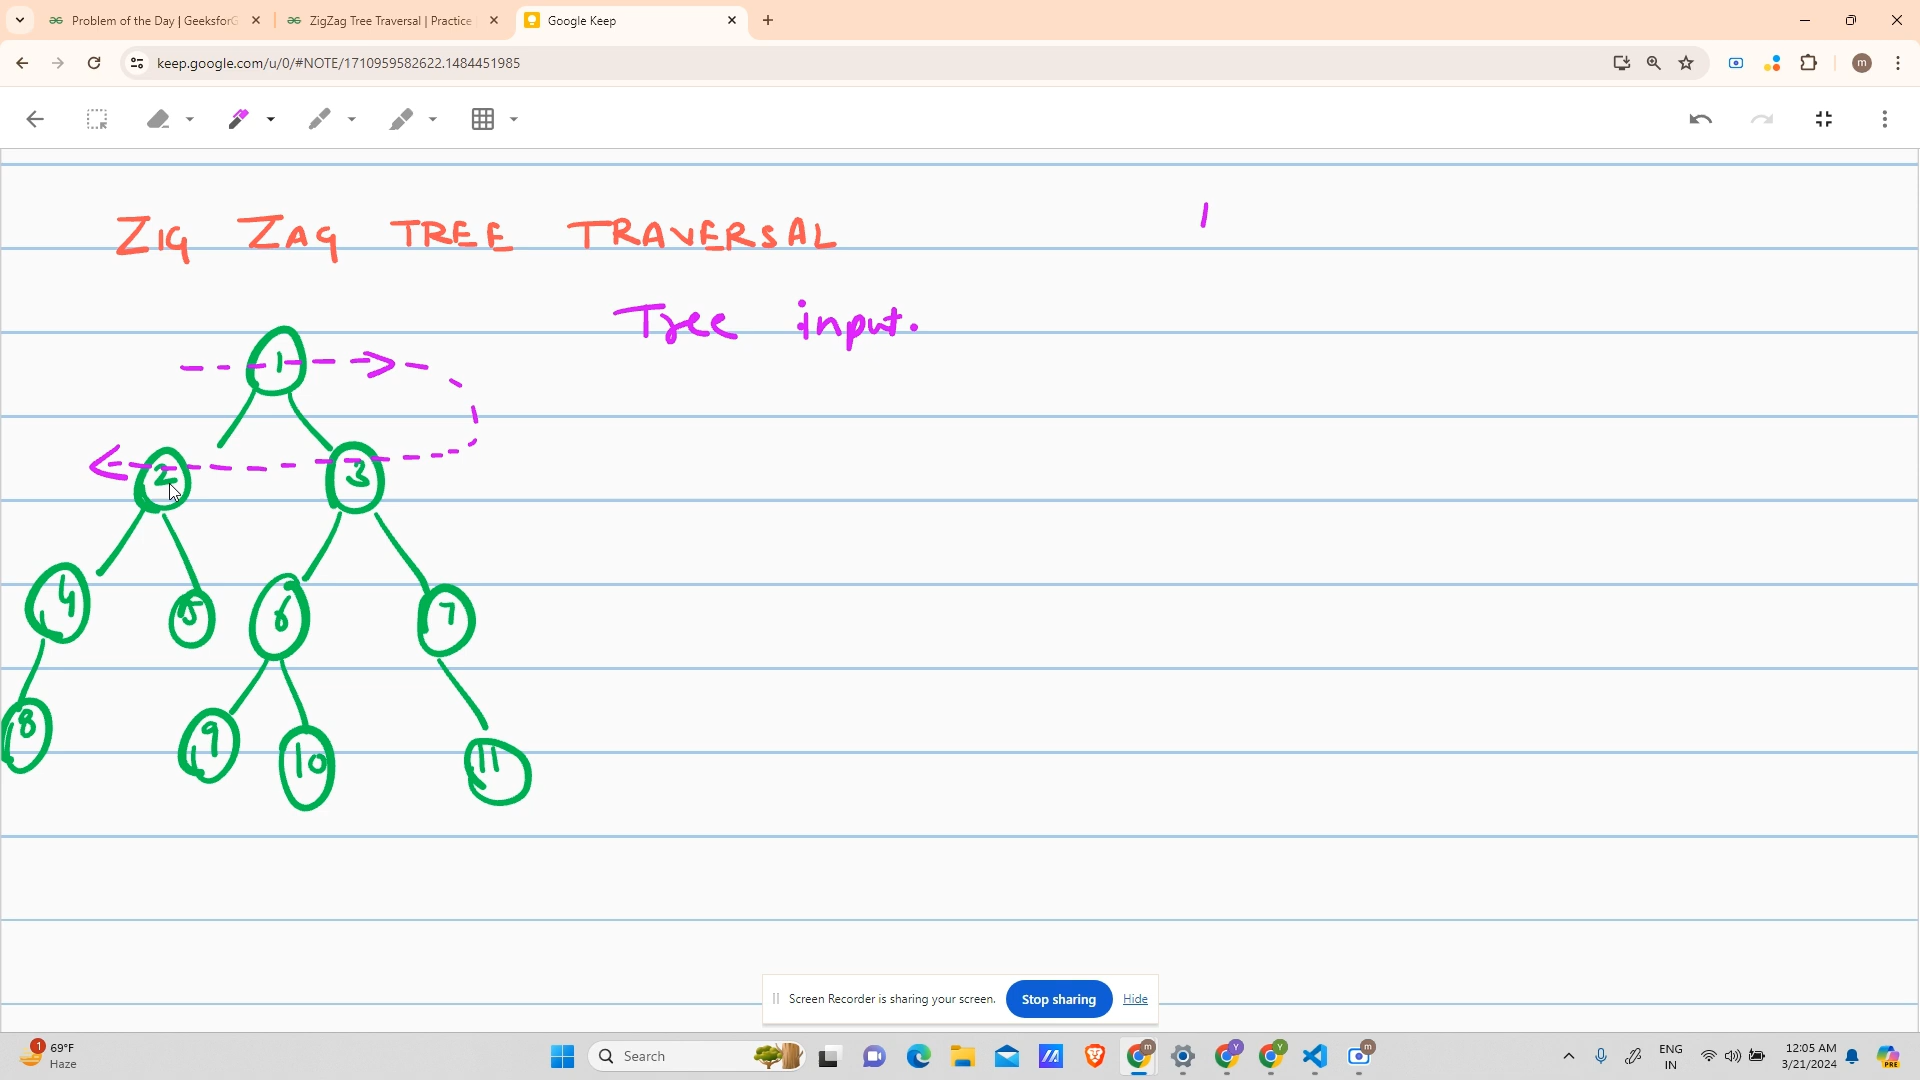 Problem of the Day | GeeksforG
ZigZag Tree Traversal | Practice
Google Keep
keep.google.com/u/0/#NOTE/1710959582622.1484451985
m
ZIG ZAG TREE TRAVERSAL
1
Tree input.
1
2 3
4 5 6 7
8 9 10 11
Screen Recorder is sharing your screen.
Stop sharing
Hide
1
69°F
Haze
Search
m
Y
Y
m
ENG
IN
12:05 AM
3/21/2024
PRE